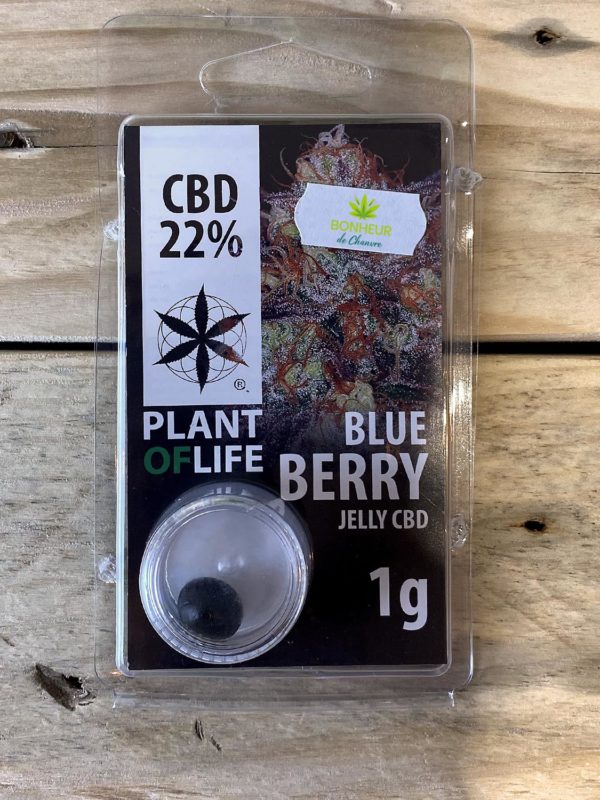 CBD
22%
BONHEUR
de Chanvre
®
PLANT
OFLIFE
BLUE
BERRY
JELLY CBD
1g